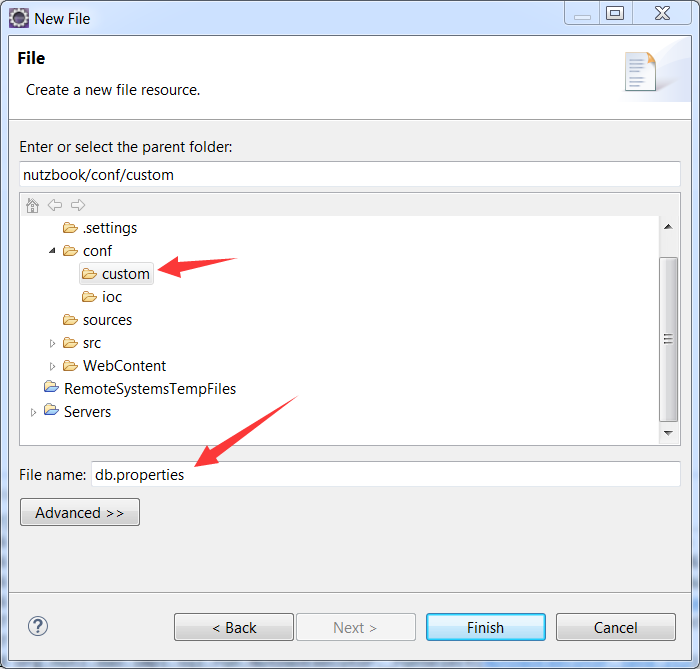 New File
File
Create a new file resource.
Enter or select the parent folder:
nutzbook/conf/custom
.settings
conf
custom
ioc
sources
src
WebContent
RemoteSystemsTempFiles
Servers
File name: db.properties
Advanced >>
? < Back Next > Finish Cancel